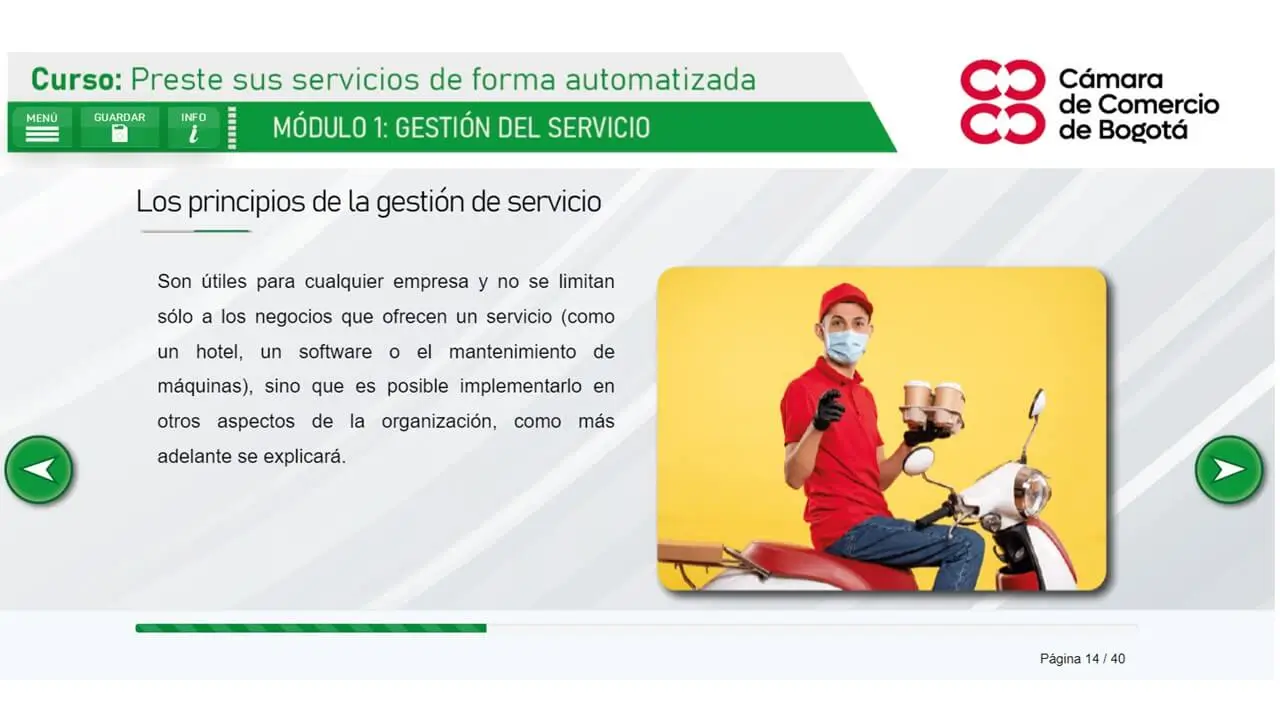 Curso: Preste sus servicios de forma automatizada
MENÚ
GUARDAR
INFO
MÓDULO 1: GESTIÓN DEL SERVICIO
Cámara
de Comercio
de Bogotá
Los principios de la gestión de servicio
Son útiles para cualquier empresa y no se limitan
sólo a los negocios que ofrecen un servicio (como
un hotel, un software o el mantenimiento de
máquinas), sino que es posible implementarlo en
otros aspectos de la organización, como más
adelante se explicará.
Página 14 / 40